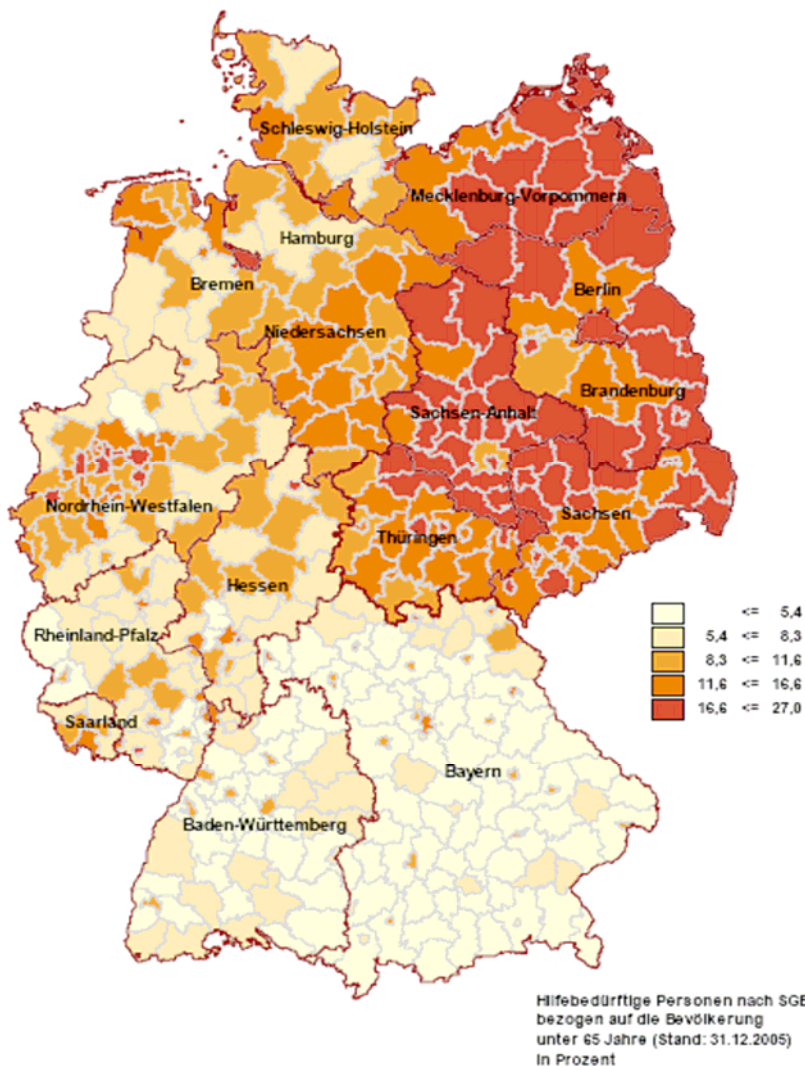 Schleswig-Holstein
Mecklenburg-Vorpommern
Hamburg
Bremen
Berlin
Niedersachsen
Brandenburg
Sachsen-Anhalt
Nordrhein-Westfalen
Sachsen
Thüringen
Hessen
Rheinland-Pfalz
Saarland
Bayern
Baden-Württemberg
<= 5,4
5,4 <= 8,3
8,3 <= 11,6
11,6 <= 16,6
16,6 <= 27,0
Hilfebedürftige Personen nach SGB
bezogen auf die Bevölkerung
unter 65 Jahre (Stand: 31.12.2005)
in Prozent